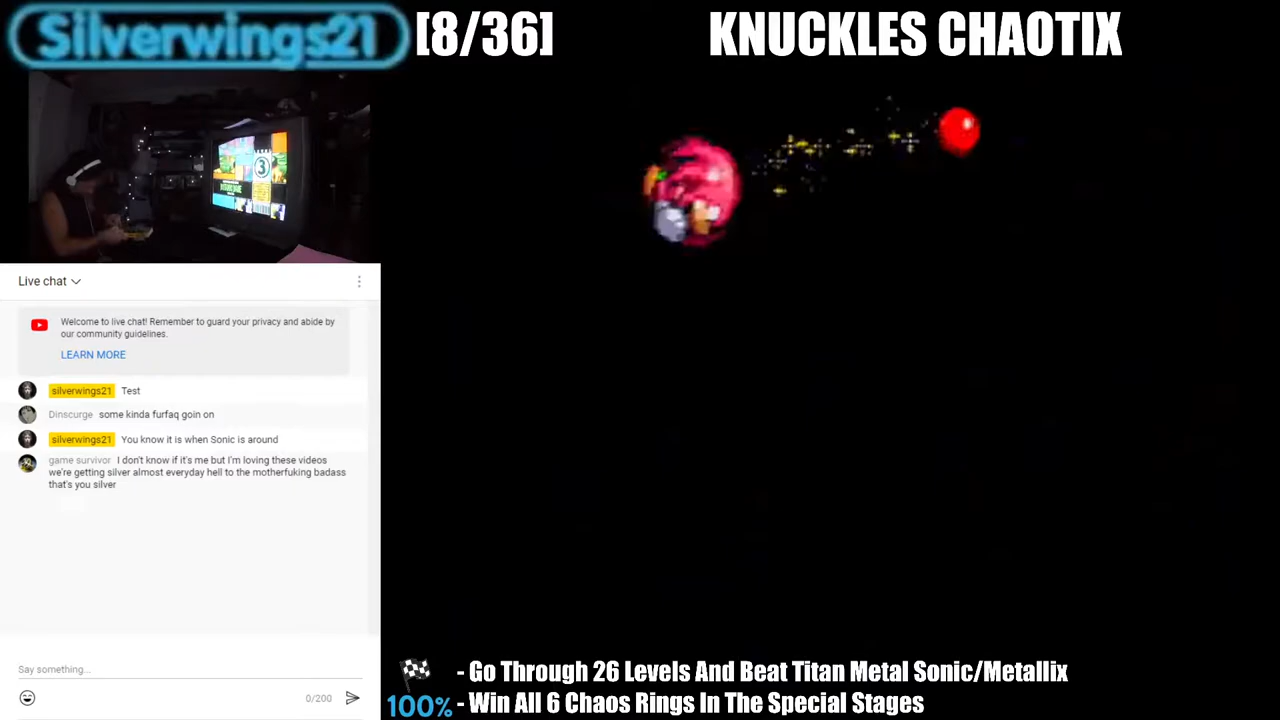 Silverwings21
[8/36]
KNUCKLES CHAOTIX
3
Live chat
Welcome to live chat! Remember to guard your privacy and abide by
our community guidelines.
LEARN MORE
silverwings21 Test
Dinscurge some kinda furfaq goin on
silverwings21 You know it is when Sonic is around
game survivor I don't know if it's me but I'm loving these videos
we're getting silver almost everyday hell to the motherfuking badass
that's you silver
Say something...
0/200
- Go Through 26 Levels And Beat Titan Metal Sonic/Metallix
100% - Win All 6 Chaos Rings In The Special Stages